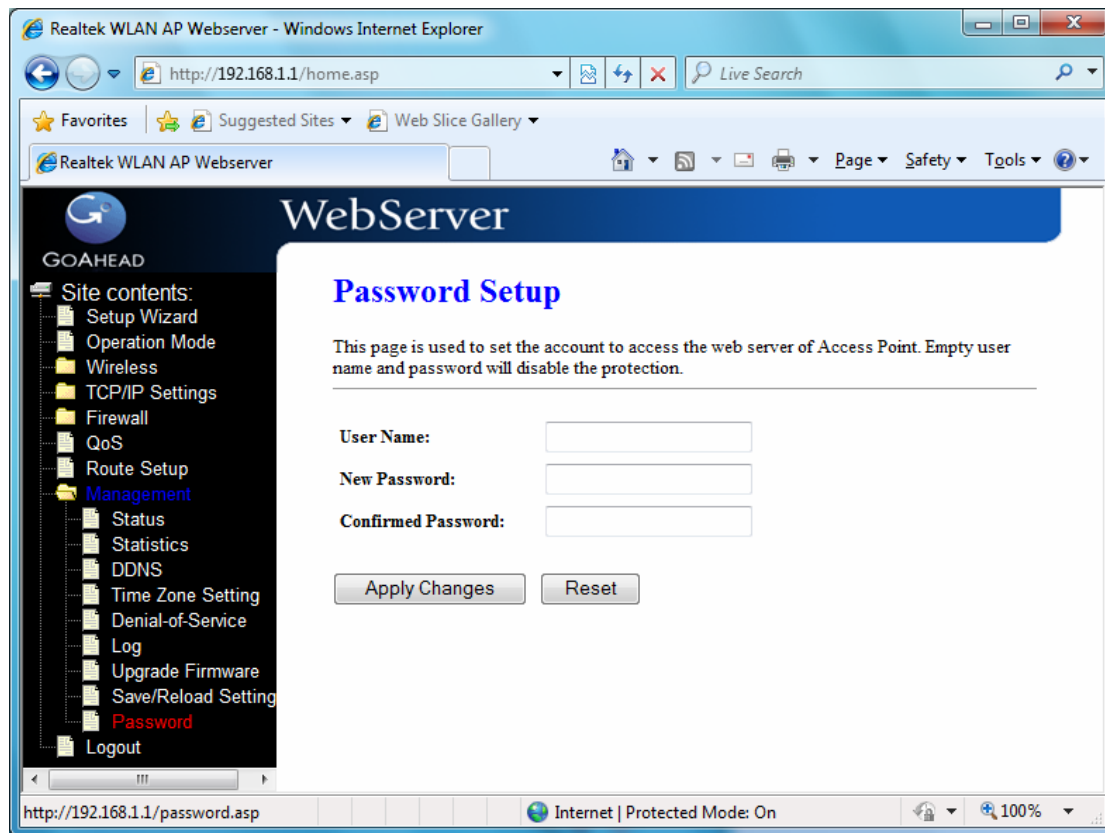 Realtek WLAN AP Webserver - Windows Internet Explorer
http://192.168.1.1/home.asp
Live Search
Favorites
Suggested Sites
Web Slice Gallery
Realtek WLAN AP Webserver
Page
Safety
Tools
GOAHEAD
WebServer
Site contents:
Setup Wizard
Operation Mode
Wireless
TCP/IP Settings
Firewall
QoS
Route Setup
Management
Status
Statistics
DDNS
Time Zone Setting
Denial-of-Service
Log
Upgrade Firmware
Save/Reload Setting
Password
Logout
Password Setup
This page is used to set the account to access the web server of Access Point. Empty user
name and password will disable the protection.
User Name:
New Password:
Confirmed Password:
Apply Changes
Reset
http://192.168.1.1/password.asp
Internet | Protected Mode: On
100%